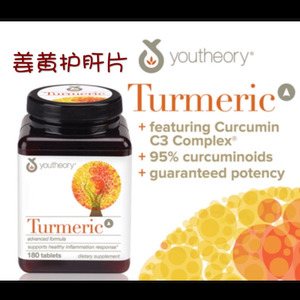 姜黄护肝片
youtheory®
Turmeric
+ featuring Curcumin
C3 Complex®
+ 95% curcuminoids
+ guaranteed potency
youtheory
Turmeric
advanced formula
supports healthy inflammation response*
180 tablets
dietary supplement